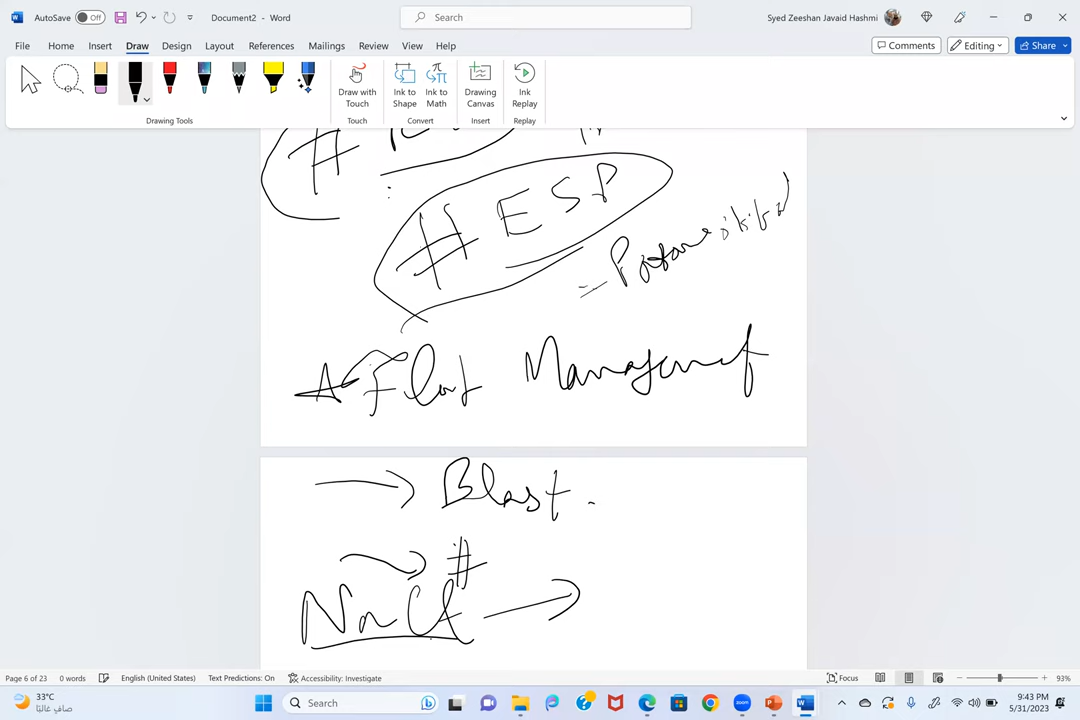 AutoSave Off Document2 - Word Search Syed Zeeshan Javaid Hashmi
File Home Insert Draw Design Layout References Mailings Review View Help Comments Editing Share
Draw with Touch Ink to Shape Ink to Math Drawing Canvas Ink Replay
Drawing Tools Touch Convert Insert Replay
#
# ESP
=
Management
→ Blast .
→ #
→
Page 6 of 23 0 words English (United States) Text Predictions: On Accessibility: Investigate Focus 93%
33°C
صافٍ غالبًا
Search
zoom
9:43 PM
5/31/2023